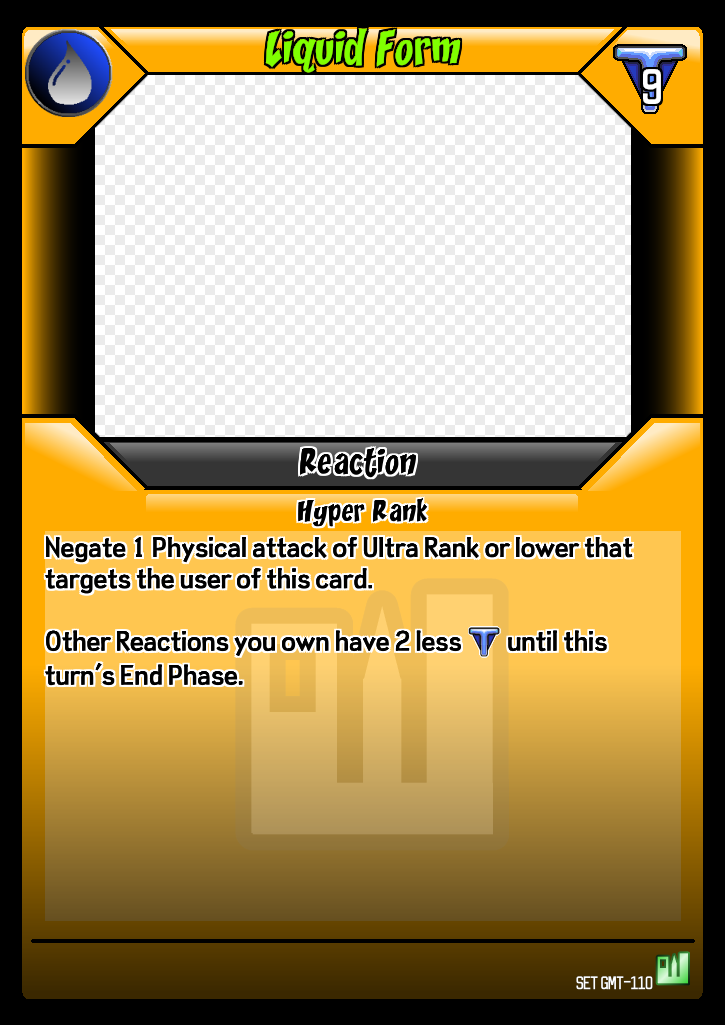 Liquid Form
9
Reaction
Hyper Rank
Negate 1 Physical attack of Ultra Rank or lower that
targets the user of this card.
Other Reactions you own have 2 less T until this
turn's End Phase.
SET GMT-110